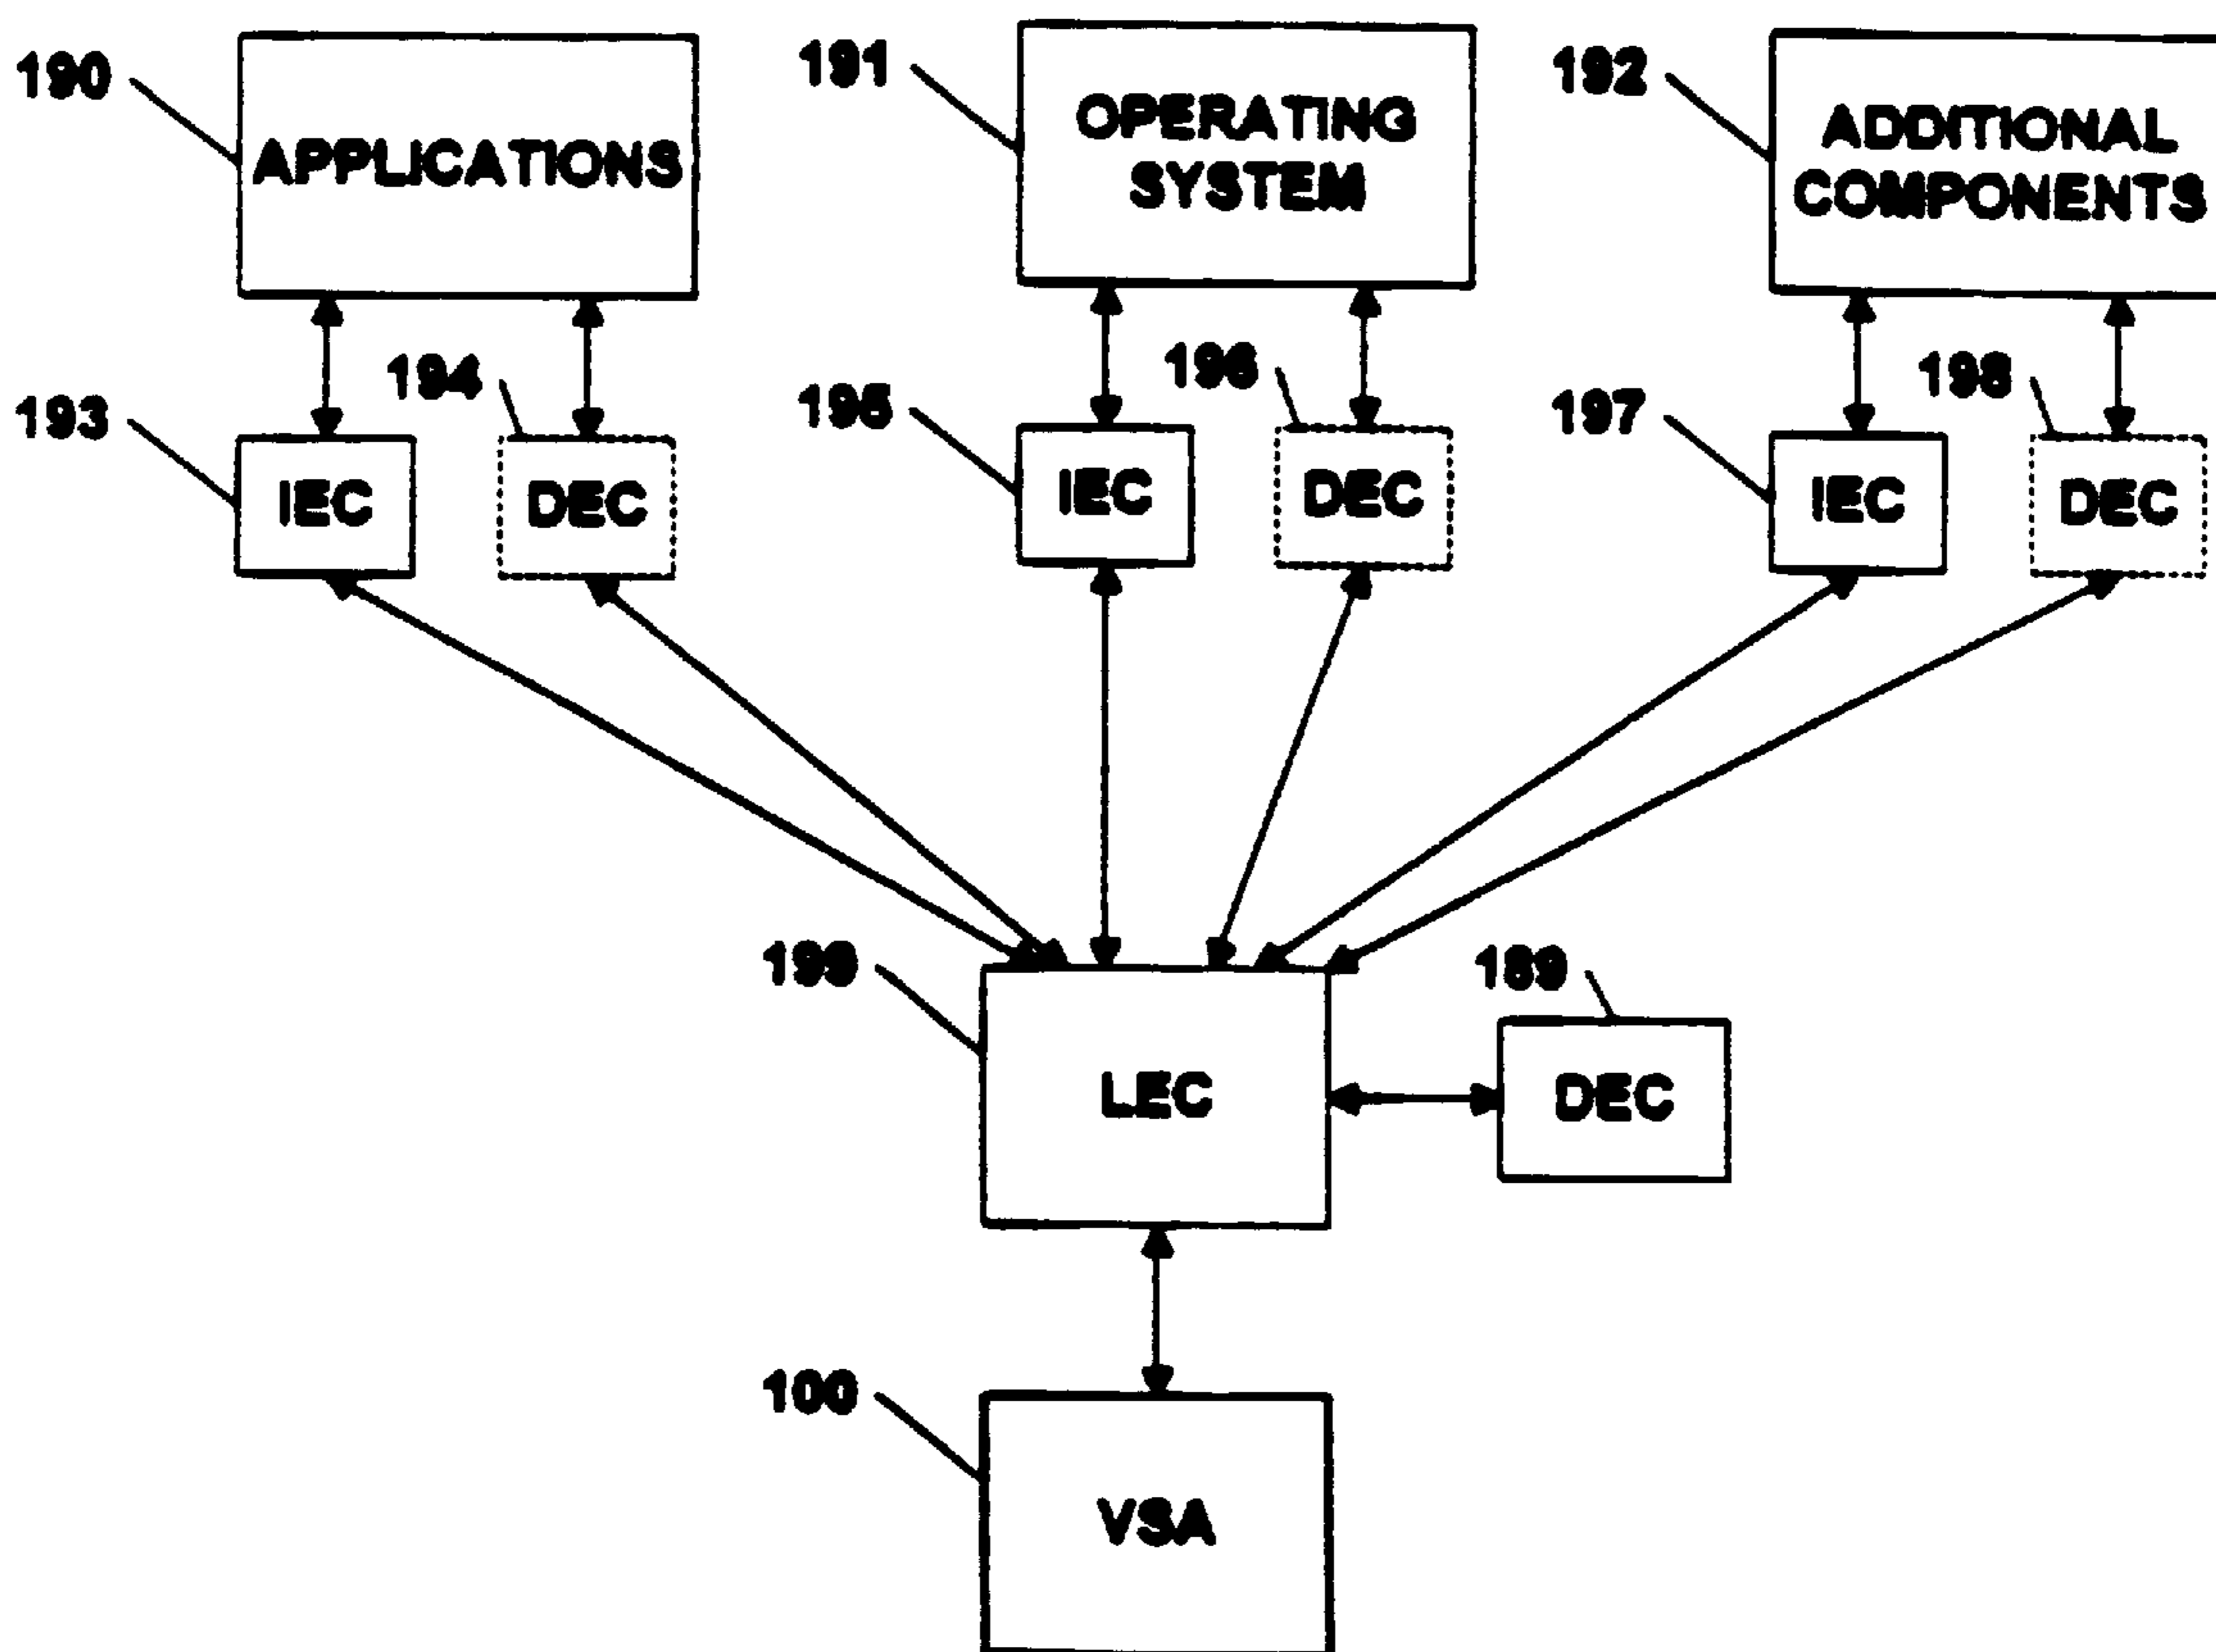 190
APPLICATIONS
191
OPERATING
SYSTEM
192
ADDITIONAL
COMPONENTS
193
IEC
194
DEC
195
IEC
196
DEC
197
IEC
198
DEC
199
LEC
189
DEC
100
VSA